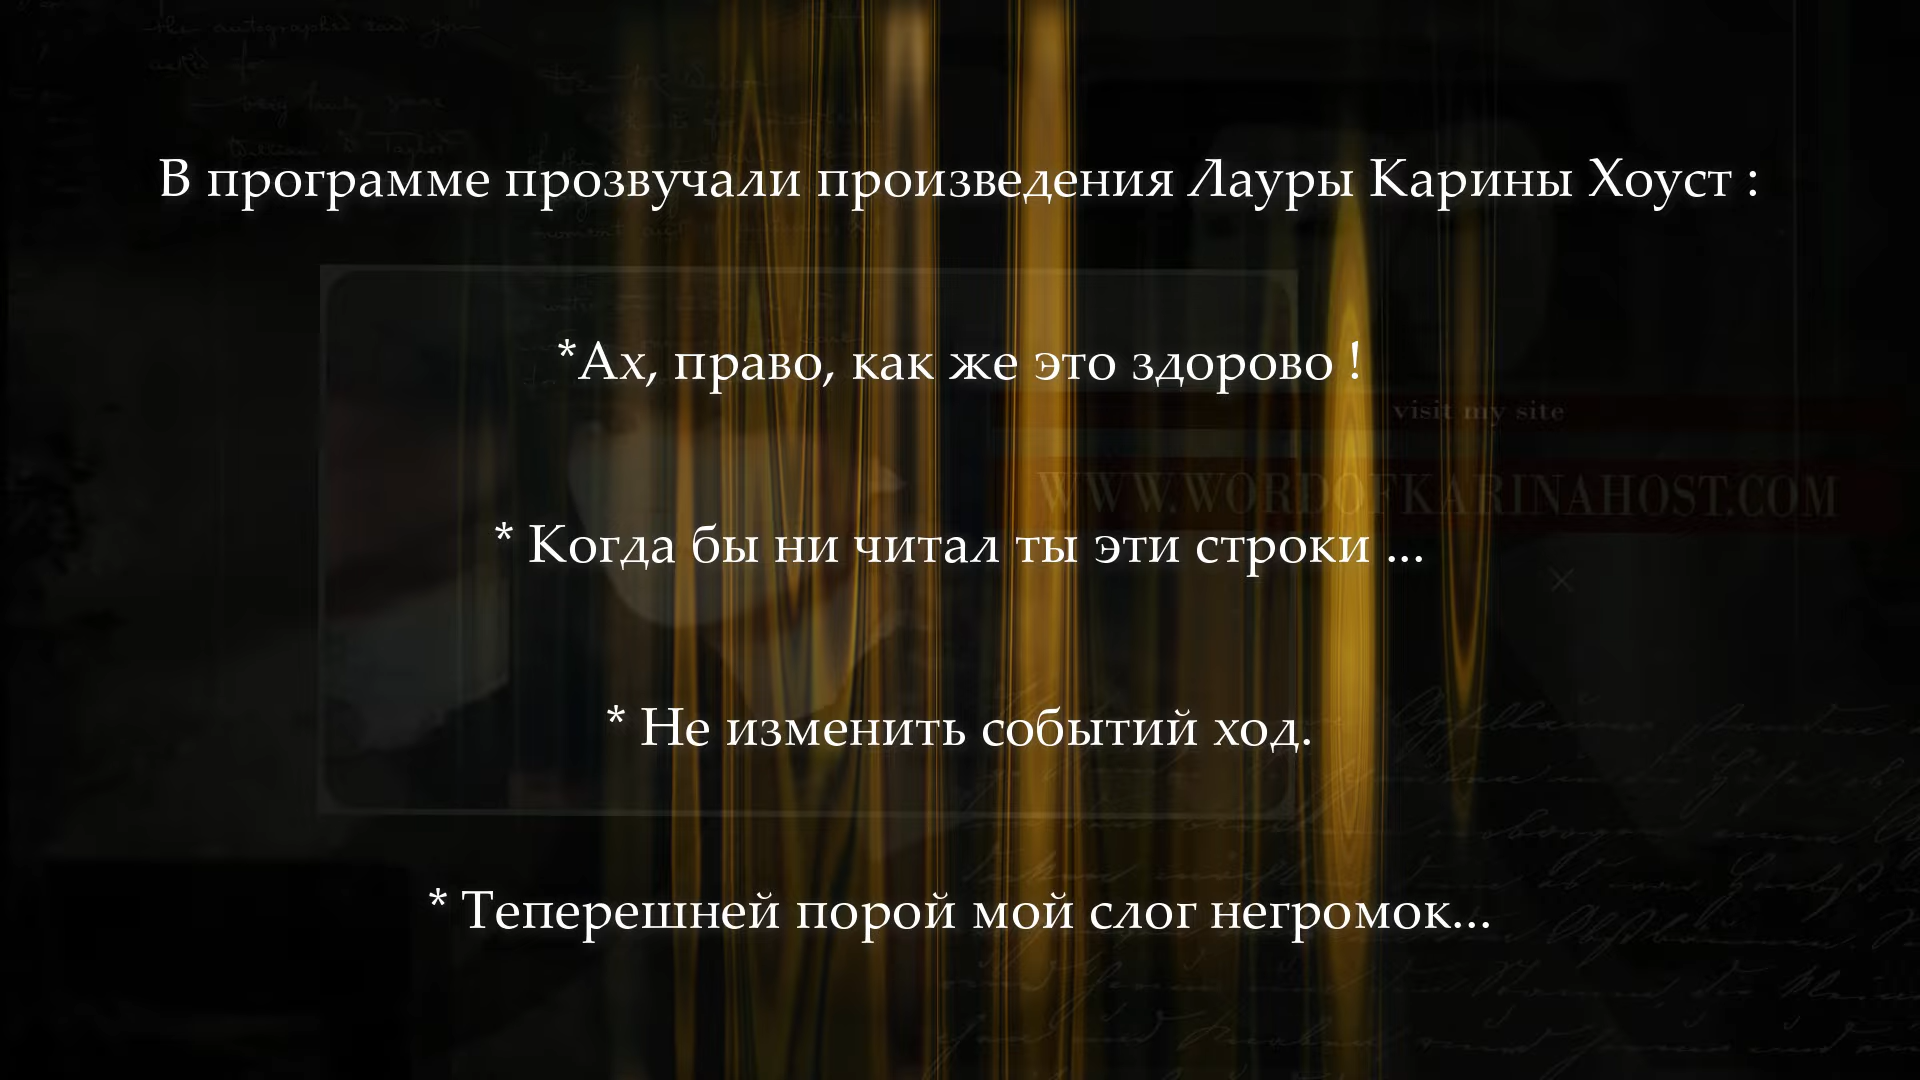 В программе прозвучали произведения Лауры Карины Хоуст :
*Ах, право, как же это здорово !
visit my site
WWW.WORDOFKARINAHOST.COM
* Когда бы ни читал ты эти строки ...
* Не изменить событий ход.
* Теперешней порой мой слог негромок...